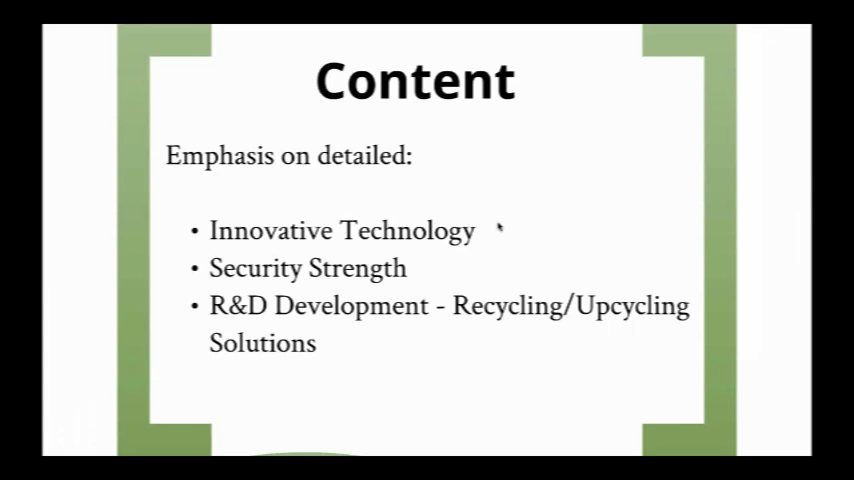 Content
Emphasis on detailed:
• Innovative Technology
• Security Strength
• R&D Development - Recycling/Upcycling
Solutions